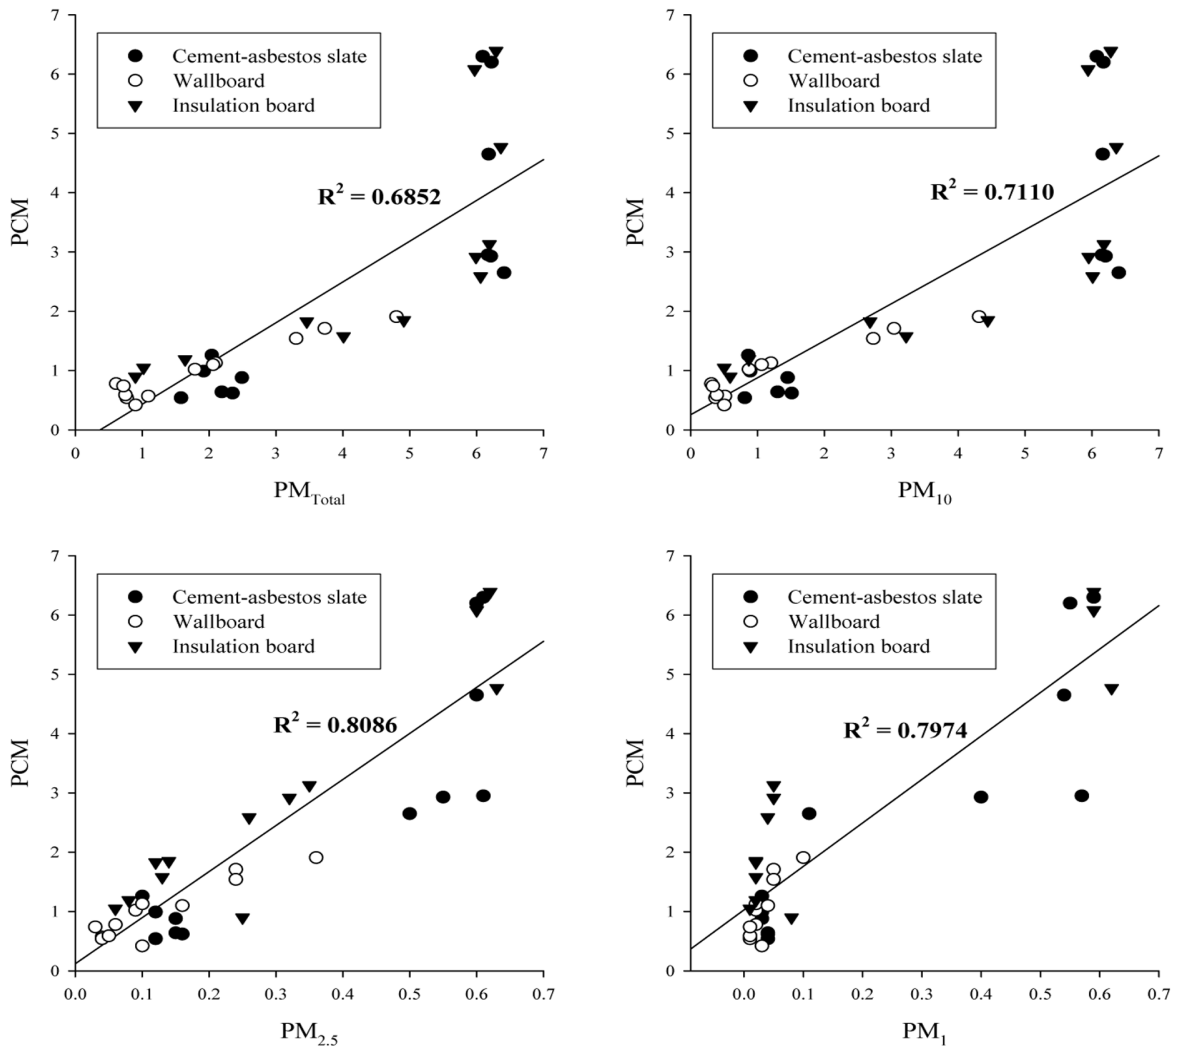 7
6
5
4
3
2
1
0
PCM
Cement-asbestos slate
Wallboard
Insulation board
R² = 0.6852
0 1 2 3 4 5 6 7
PM_Total
7
6
5
4
3
2
1
0
PCM
Cement-asbestos slate
Wallboard
Insulation board
R² = 0.7110
0 1 2 3 4 5 6 7
PM₁₀
7
6
5
4
3
2
1
0
PCM
Cement-asbestos slate
Wallboard
Insulation board
R² = 0.8086
0.0 0.1 0.2 0.3 0.4 0.5 0.6 0.7
PM₂.₅
7
6
5
4
3
2
1
0
PCM
Cement-asbestos slate
Wallboard
Insulation board
R² = 0.7974
0.0 0.1 0.2 0.3 0.4 0.5 0.6 0.7
PM₁